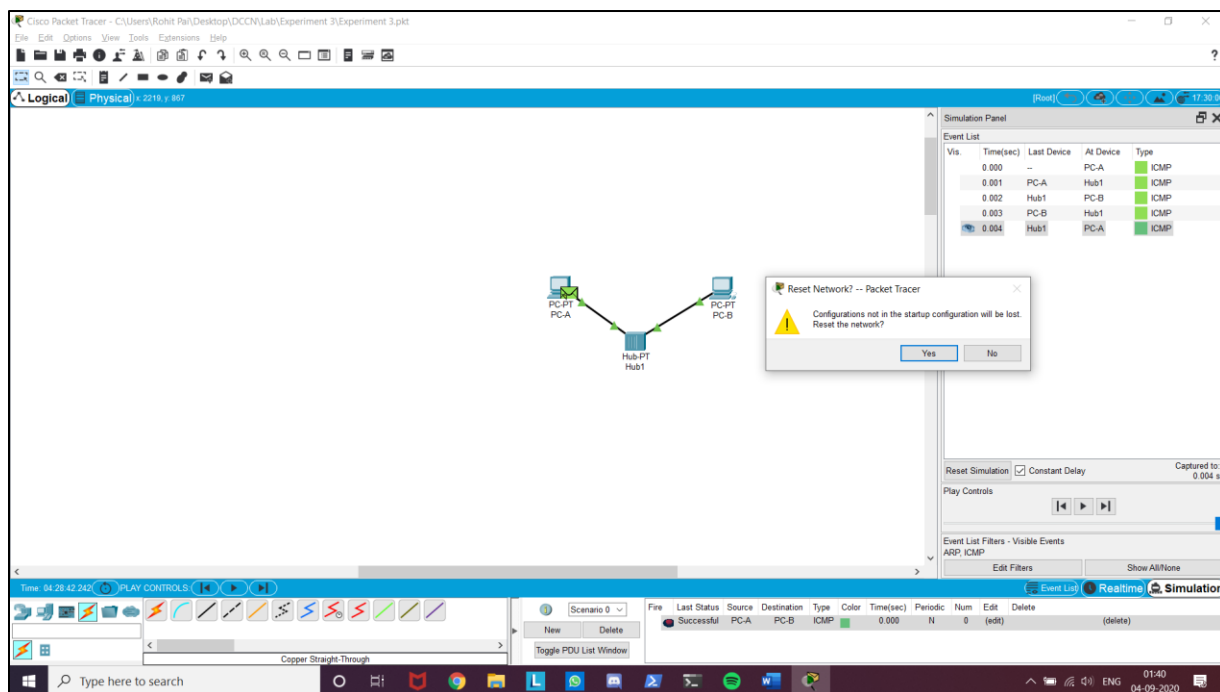 Cisco Packet Tracer - C:\Users\Rohit Pai\Desktop\DCCN\Lab\Experiment 3\Experiment 3.pkt
File Edit Options View Tools Extensions Help
?
Logical Physical x: 2219, y: 867 [Root] 17:30:0
Simulation Panel
Event List
Vis. Time(sec) Last Device At Device Type
0.000 -- PC-A ICMP
0.001 PC-A Hub1 ICMP
0.002 Hub1 PC-B ICMP
0.003 PC-B Hub1 ICMP
0.004 Hub1 PC-A ICMP
PC-PT
PC-A
PC-PT
PC-B
Hub-PT
Hub1
Reset Network? -- Packet Tracer
Configurations not in the startup configuration will be lost.
Reset the network?
Yes No
Reset Simulation Constant Delay Captured to:
0.004 s
Play Controls
Event List Filters - Visible Events
ARP, ICMP
Edit Filters Show All/None
Time: 04:28:42.242 PLAY CONTROLS: Event List Realtime Simulation
Scenario 0
New Delete
Toggle PDU List Window
Fire Last Status Source Destination Type Color Time(sec) Periodic Num Edit Delete
Successful PC-A PC-B ICMP 0.000 N 0 (edit) (delete)
Copper Straight-Through
Type here to search
ENG
01:40
04-09-2020